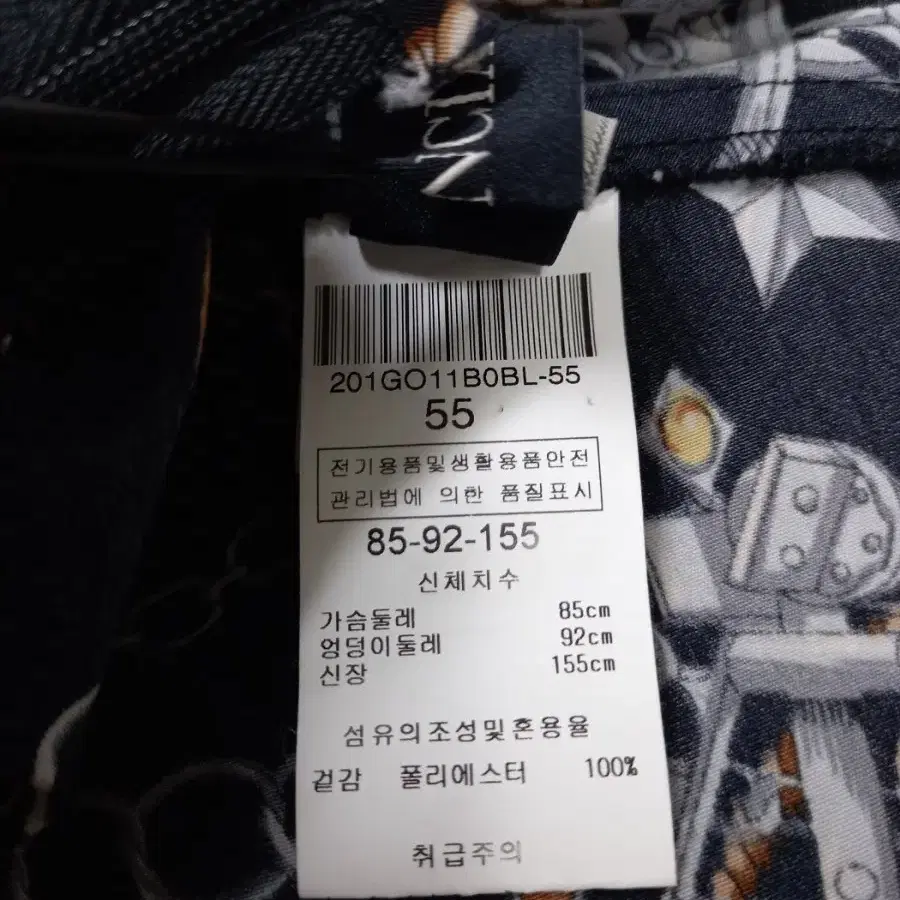 201GO11B0BL-55
55
전기용품및생활용품안전
관리법에 의한 품질표시
85-92-155
신체치수
가슴둘레 85cm
엉덩이둘레 92cm
신장 155cm
섬유의조성및혼용율
겉감 폴리에스터 100%
취급주의